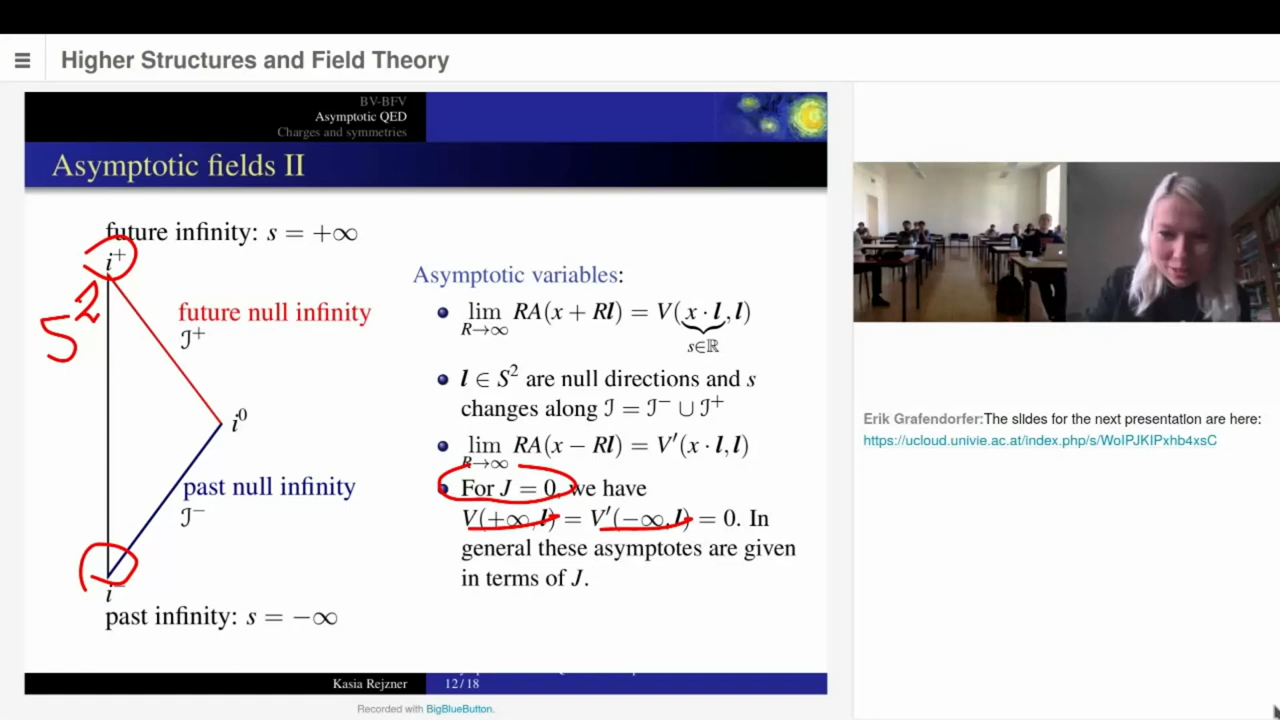 ☰ Higher Structures and Field Theory
BV-BFV
Asymptotic QED
Charges and symmetries
Asymptotic fields II
future infinity: s = +∞
i⁺
S²
future null infinity
ℐ⁺
i⁰
past null infinity
ℐ⁻
i⁻
past infinity: s = −∞
Asymptotic variables:
• lim RA(x + Rl) = V(x · l, l)
R→∞
s∈ℝ
• l ∈ S² are null directions and s
changes along ℐ = ℐ⁻ ∪ ℐ⁺
• lim RA(x − Rl) = V′(x · l, l)
R→∞
• For J = 0, we have
V(+∞, l) = V′(−∞, l) = 0. In
general these asymptotes are given
in terms of J.
Kasia Rejzner
12 / 18
Recorded with BigBlueButton.
Erik Grafendorfer:The slldes for the next presentation are here:
https://ucloud.univie.ac.at/index.php/s/WoIPJKIPxhb4xsC